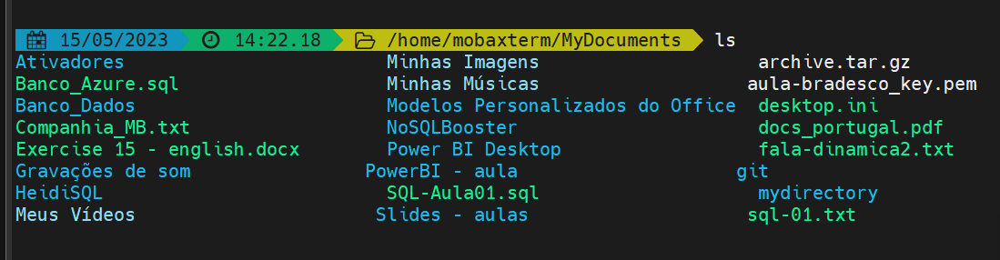 15/05/2023 14:22.18 /home/mobaxterm/MyDocuments ls
Ativadores Minhas Imagens archive.tar.gz
Banco_Azure.sql Minhas Músicas aula-bradesco_key.pem
Banco_Dados Modelos Personalizados do Office desktop.ini
Companhia_MB.txt NoSQLBooster docs_portugal.pdf
Exercise 15 - english.docx Power BI Desktop fala-dinamica2.txt
Gravações de som PowerBI - aula git
HeidiSQL SQL-Aula01.sql mydirectory
Meus Vídeos Slides - aulas sql-01.txt